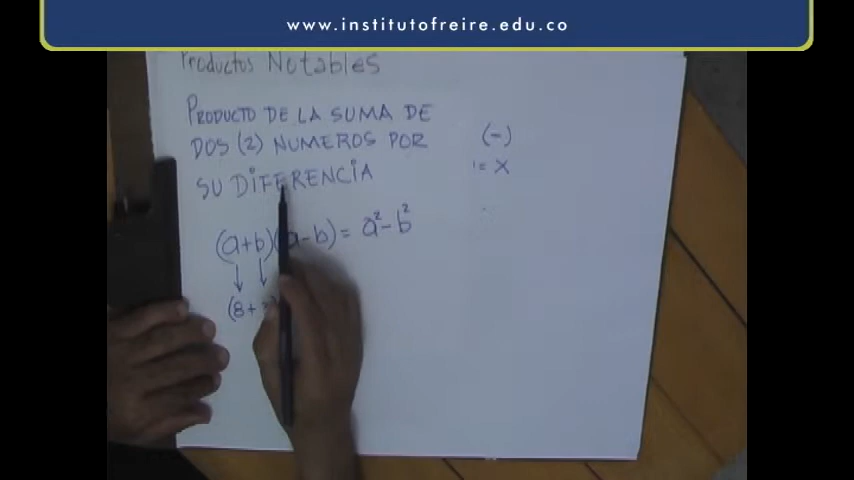 www.institutofreire.edu.co
Productos Notables
PRODUCTO DE LA SUMA DE
DOS (2) NUMEROS POR
SU DIFERENCIA
(-)
= X
(a+b)(a-b) = a²-b²
(8+